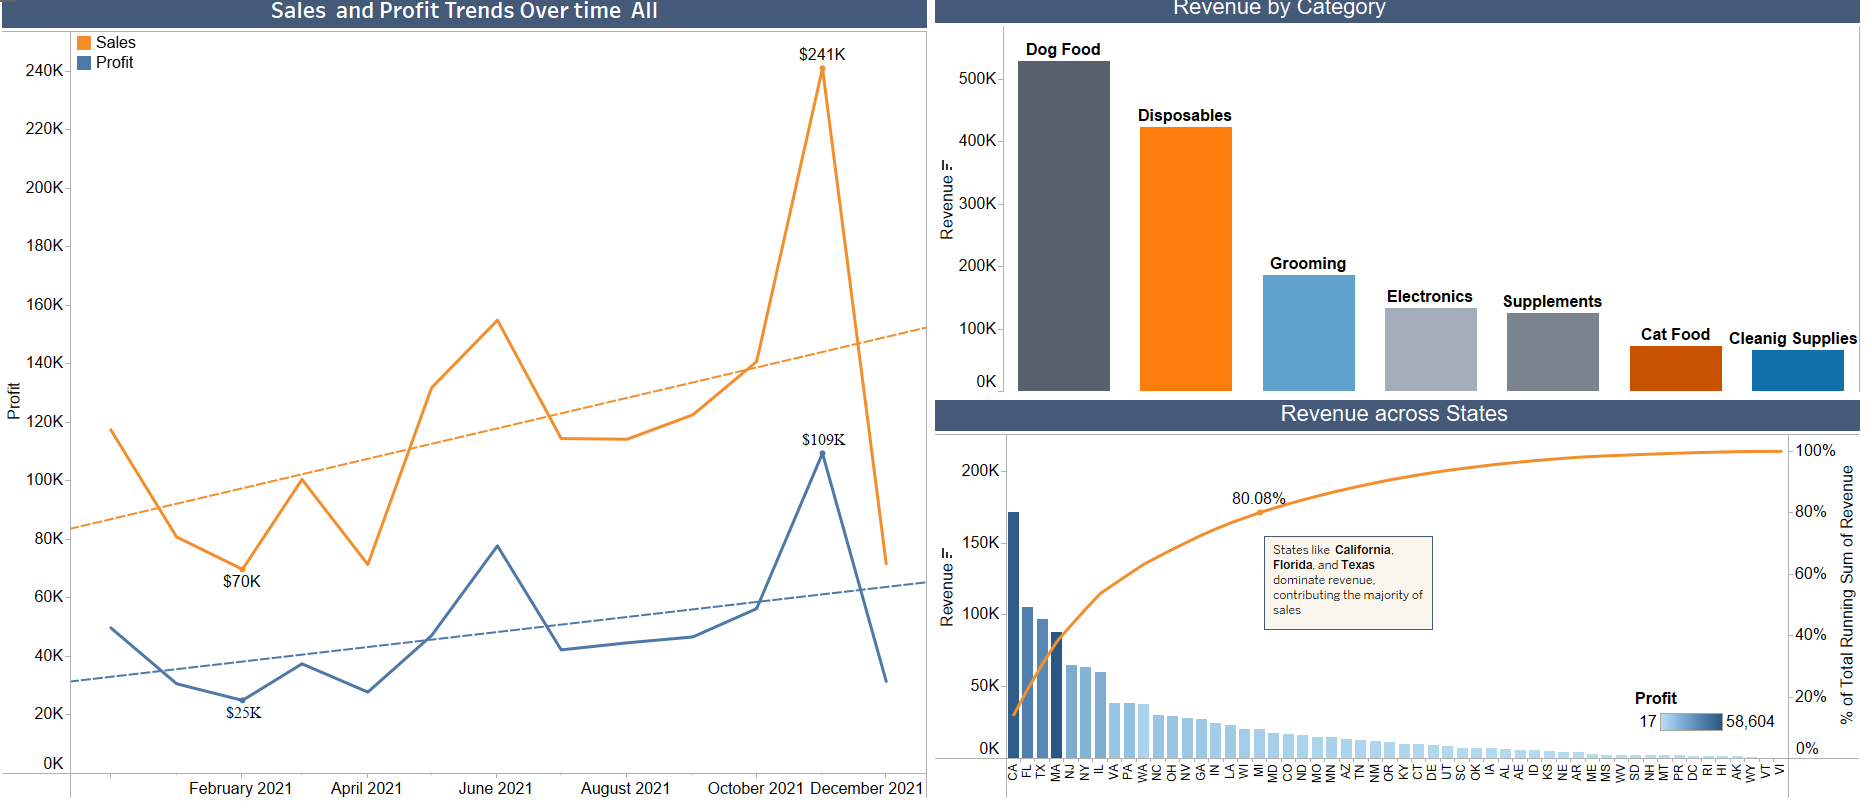 Sales and Profit Trends Over time All
Sales
Profit
240K
220K
200K
180K
160K
140K
120K
100K
80K
60K
40K
20K
0K
Profit
$241K
$70K
$109K
$25K
February 2021
April 2021
June 2021
August 2021
October 2021
December 2021
Revenue by Category
Revenue
500K
400K
300K
200K
100K
0K
Dog Food
Disposables
Grooming
Electronics
Supplements
Cat Food
Cleanig Supplies
Revenue across States
Revenue
200K
150K
100K
50K
0K
80.08%
States like California,
Florida, and Texas
dominate revenue,
contributing the majority of
sales
Profit
17
58,604
100%
80%
60%
40%
20%
0%
% of Total Running Sum of Revenue
CA
FL
TX
MA
NJ
NY
IL
VA
PA
WA
NC
OH
NV
GA
IN
LA
WI
MI
MD
CO
ND
MO
MN
AZ
TN
NM
OR
KY
CT
DE
UT
SC
OK
IA
AL
AE
ID
KS
NE
AR
ME
MS
WV
SD
NH
MT
PR
DC
RI
HI
AK
WY
VT
VI